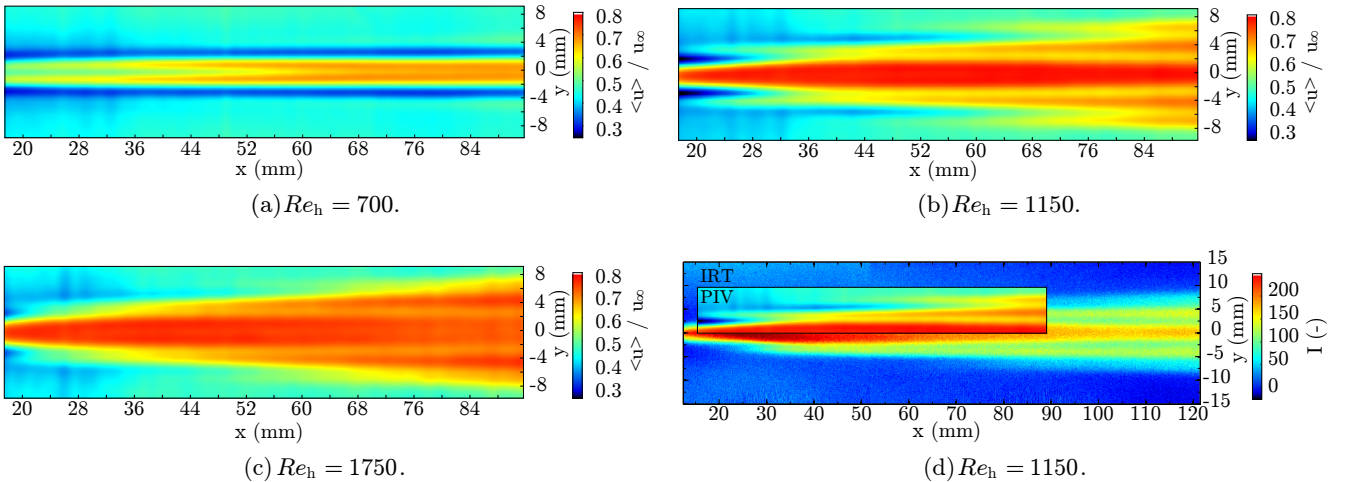 8
4
0
-4
-8
y (mm)
0.8
0.7
0.6
0.5
0.4
0.3
<u> / u∞
20 28 36 44 52 60 68 76 84
x (mm)
(a) Re_h = 700.
8
4
0
-4
-8
y (mm)
0.8
0.7
0.6
0.5
0.4
0.3
<u> / u∞
20 28 36 44 52 60 68 76 84
x (mm)
(b) Re_h = 1150.
8
4
0
-4
-8
y (mm)
0.8
0.7
0.6
0.5
0.4
0.3
<u> / u∞
20 28 36 44 52 60 68 76 84
x (mm)
(c) Re_h = 1750.
IRT
PIV
15
10
5
0
-5
-10
-15
y (mm)
200
150
100
50
0
I (-)
20 30 40 50 60 70 80 90 100 110 120
x (mm)
(d) Re_h = 1150.